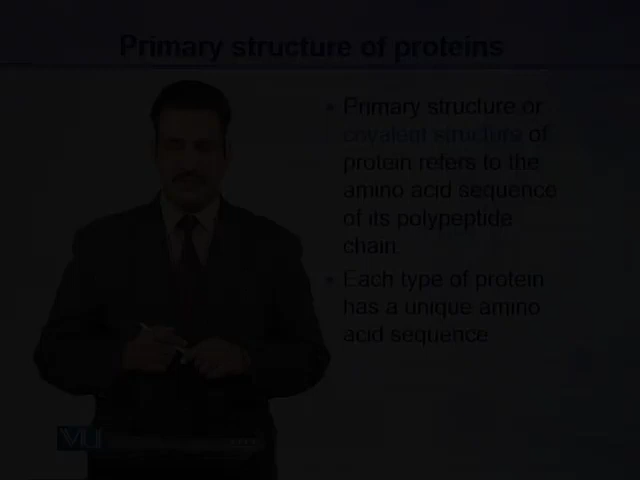 Primary structure of proteins
• Primary structure or
covalent structure of
protein refers to the
amino acid sequence
of its polypeptide
chain
• Each type of protein
has a unique amino
acid sequence